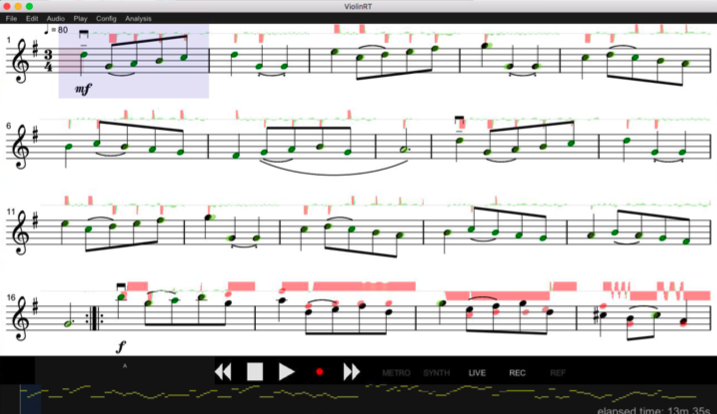 ViolinRT
File Edit Audio Play Config Analysis
♩ = 80
1
3
4
mf
6
11
16
f
METRO SYNTH LIVE REC REF
elapsed time: 13m 35s